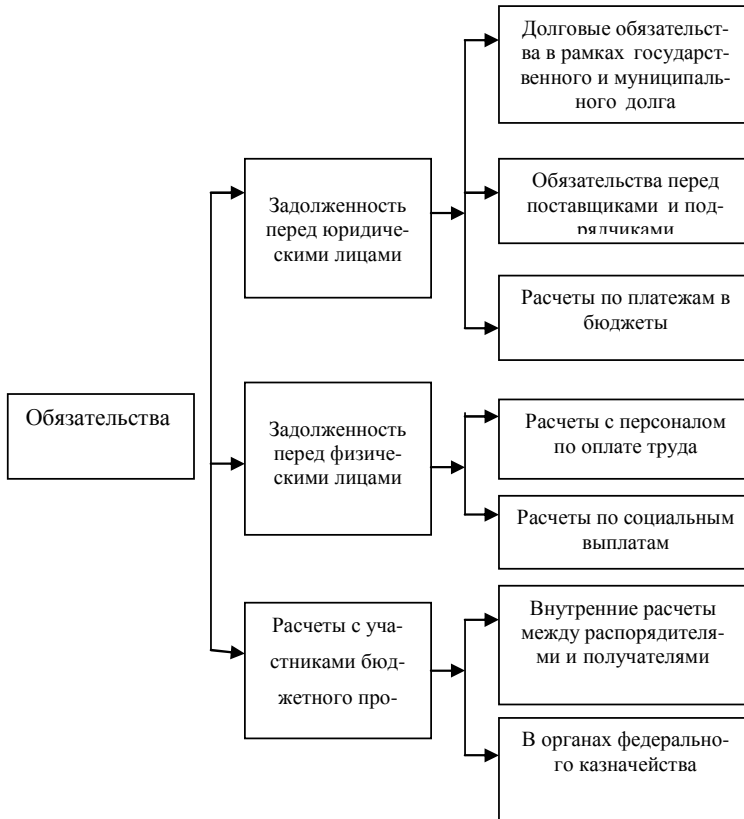 Обязательства
Задолженность
перед юридиче-
скими лицами
Долговые обязательст-
ва в рамках государст-
венного и муниципаль-
ного долга
Обязательства перед
поставщиками и под-
рядчиками
Расчеты по платежам в
бюджеты
Задолженность
перед физиче-
скими лицами
Расчеты с персоналом
по оплате труда
Расчеты по социальным
выплатам
Расчеты с уча-
стниками бюд-
жетного про-
Внутренние расчеты
между распорядителя-
ми и получателями
В органах федерально-
го казначейства